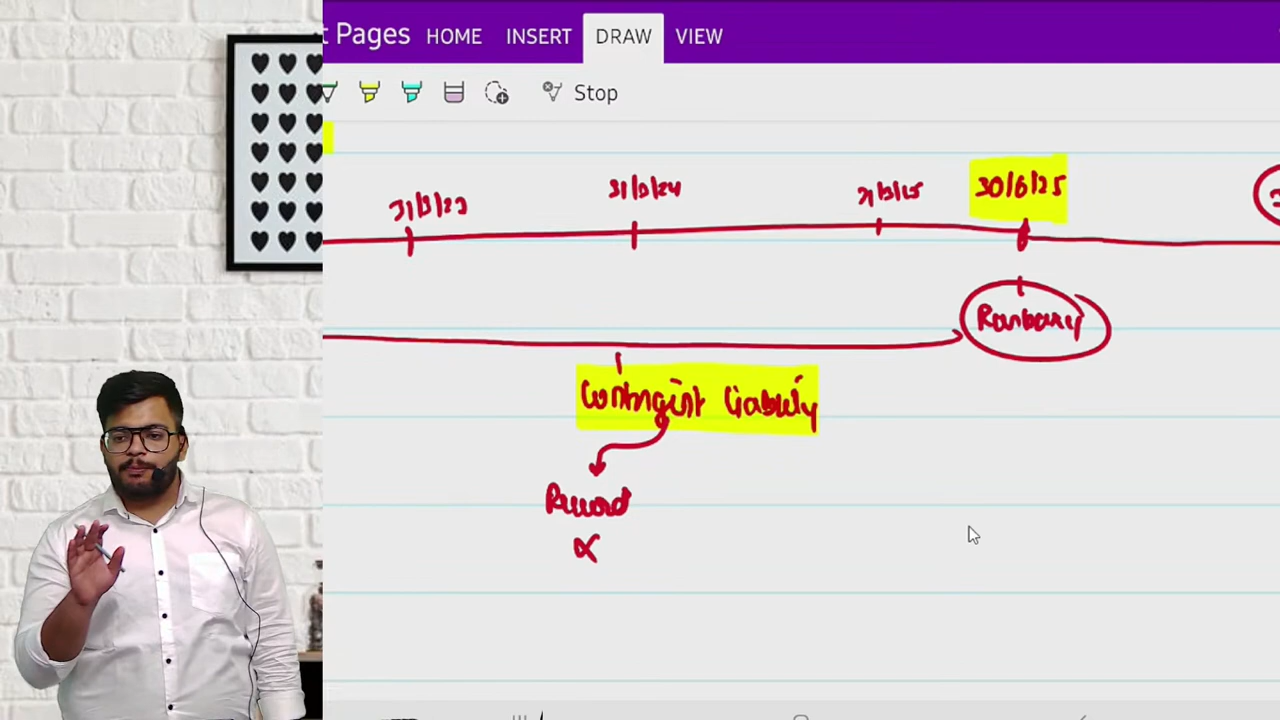 t Pages HOME INSERT DRAW VIEW
Stop
31/3/23 31/3/24 31/3/25 30/6/25
Contingent Liability
Record